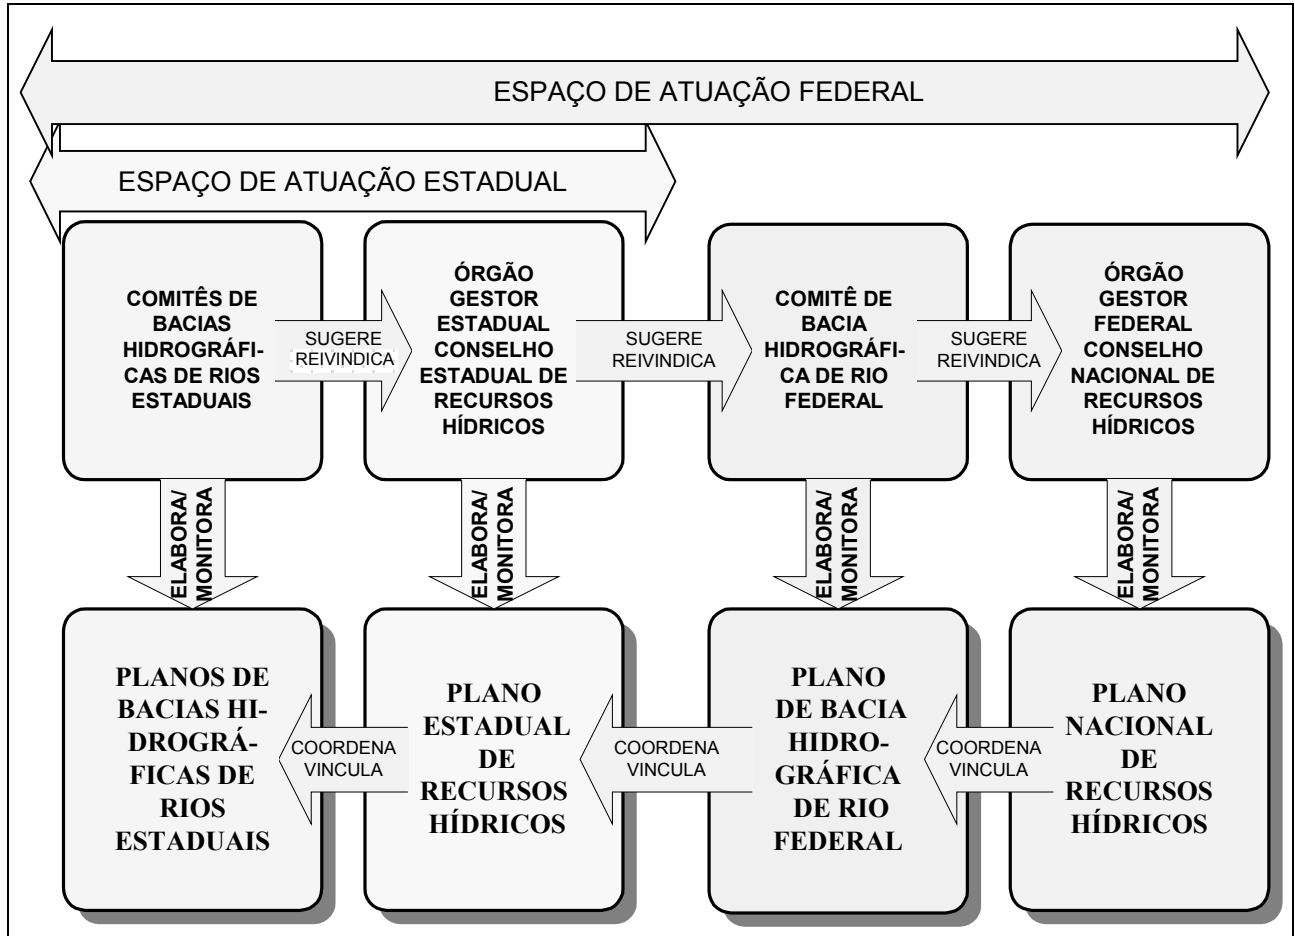 ESPAÇO DE ATUAÇÃO FEDERAL
ESPAÇO DE ATUAÇÃO ESTADUAL
COMITÊS DE
BACIAS
HIDROGRÁFI-
CAS DE RIOS
ESTADUAIS
SUGERE
REIVINDICA
ÓRGÃO
GESTOR
ESTADUAL
CONSELHO
ESTADUAL DE
RECURSOS
HÍDRICOS
SUGERE
REIVINDICA
COMITÊ DE
BACIA
HIDROGRÁFI-
CA DE RIO
FEDERAL
SUGERE
REIVINDICA
ÓRGÃO
GESTOR
FEDERAL
CONSELHO
NACIONAL DE
RECURSOS
HÍDRICOS
ELABORA/
MONITORA
ELABORA/
MONITORA
ELABORA/
MONITORA
ELABORA/
MONITORA
PLANOS DE
BACIAS HI-
DROGRÁ-
FICAS DE
RIOS
ESTADUAIS
COORDENA
VINCULA
PLANO
ESTADUAL
DE
RECURSOS
HÍDRICOS
COORDENA
VINCULA
PLANO
DE BACIA
HIDRO-
GRÁFICA
DE RIO
FEDERAL
COORDENA
VINCULA
PLANO
NACIONAL
DE
RECURSOS
HÍDRICOS